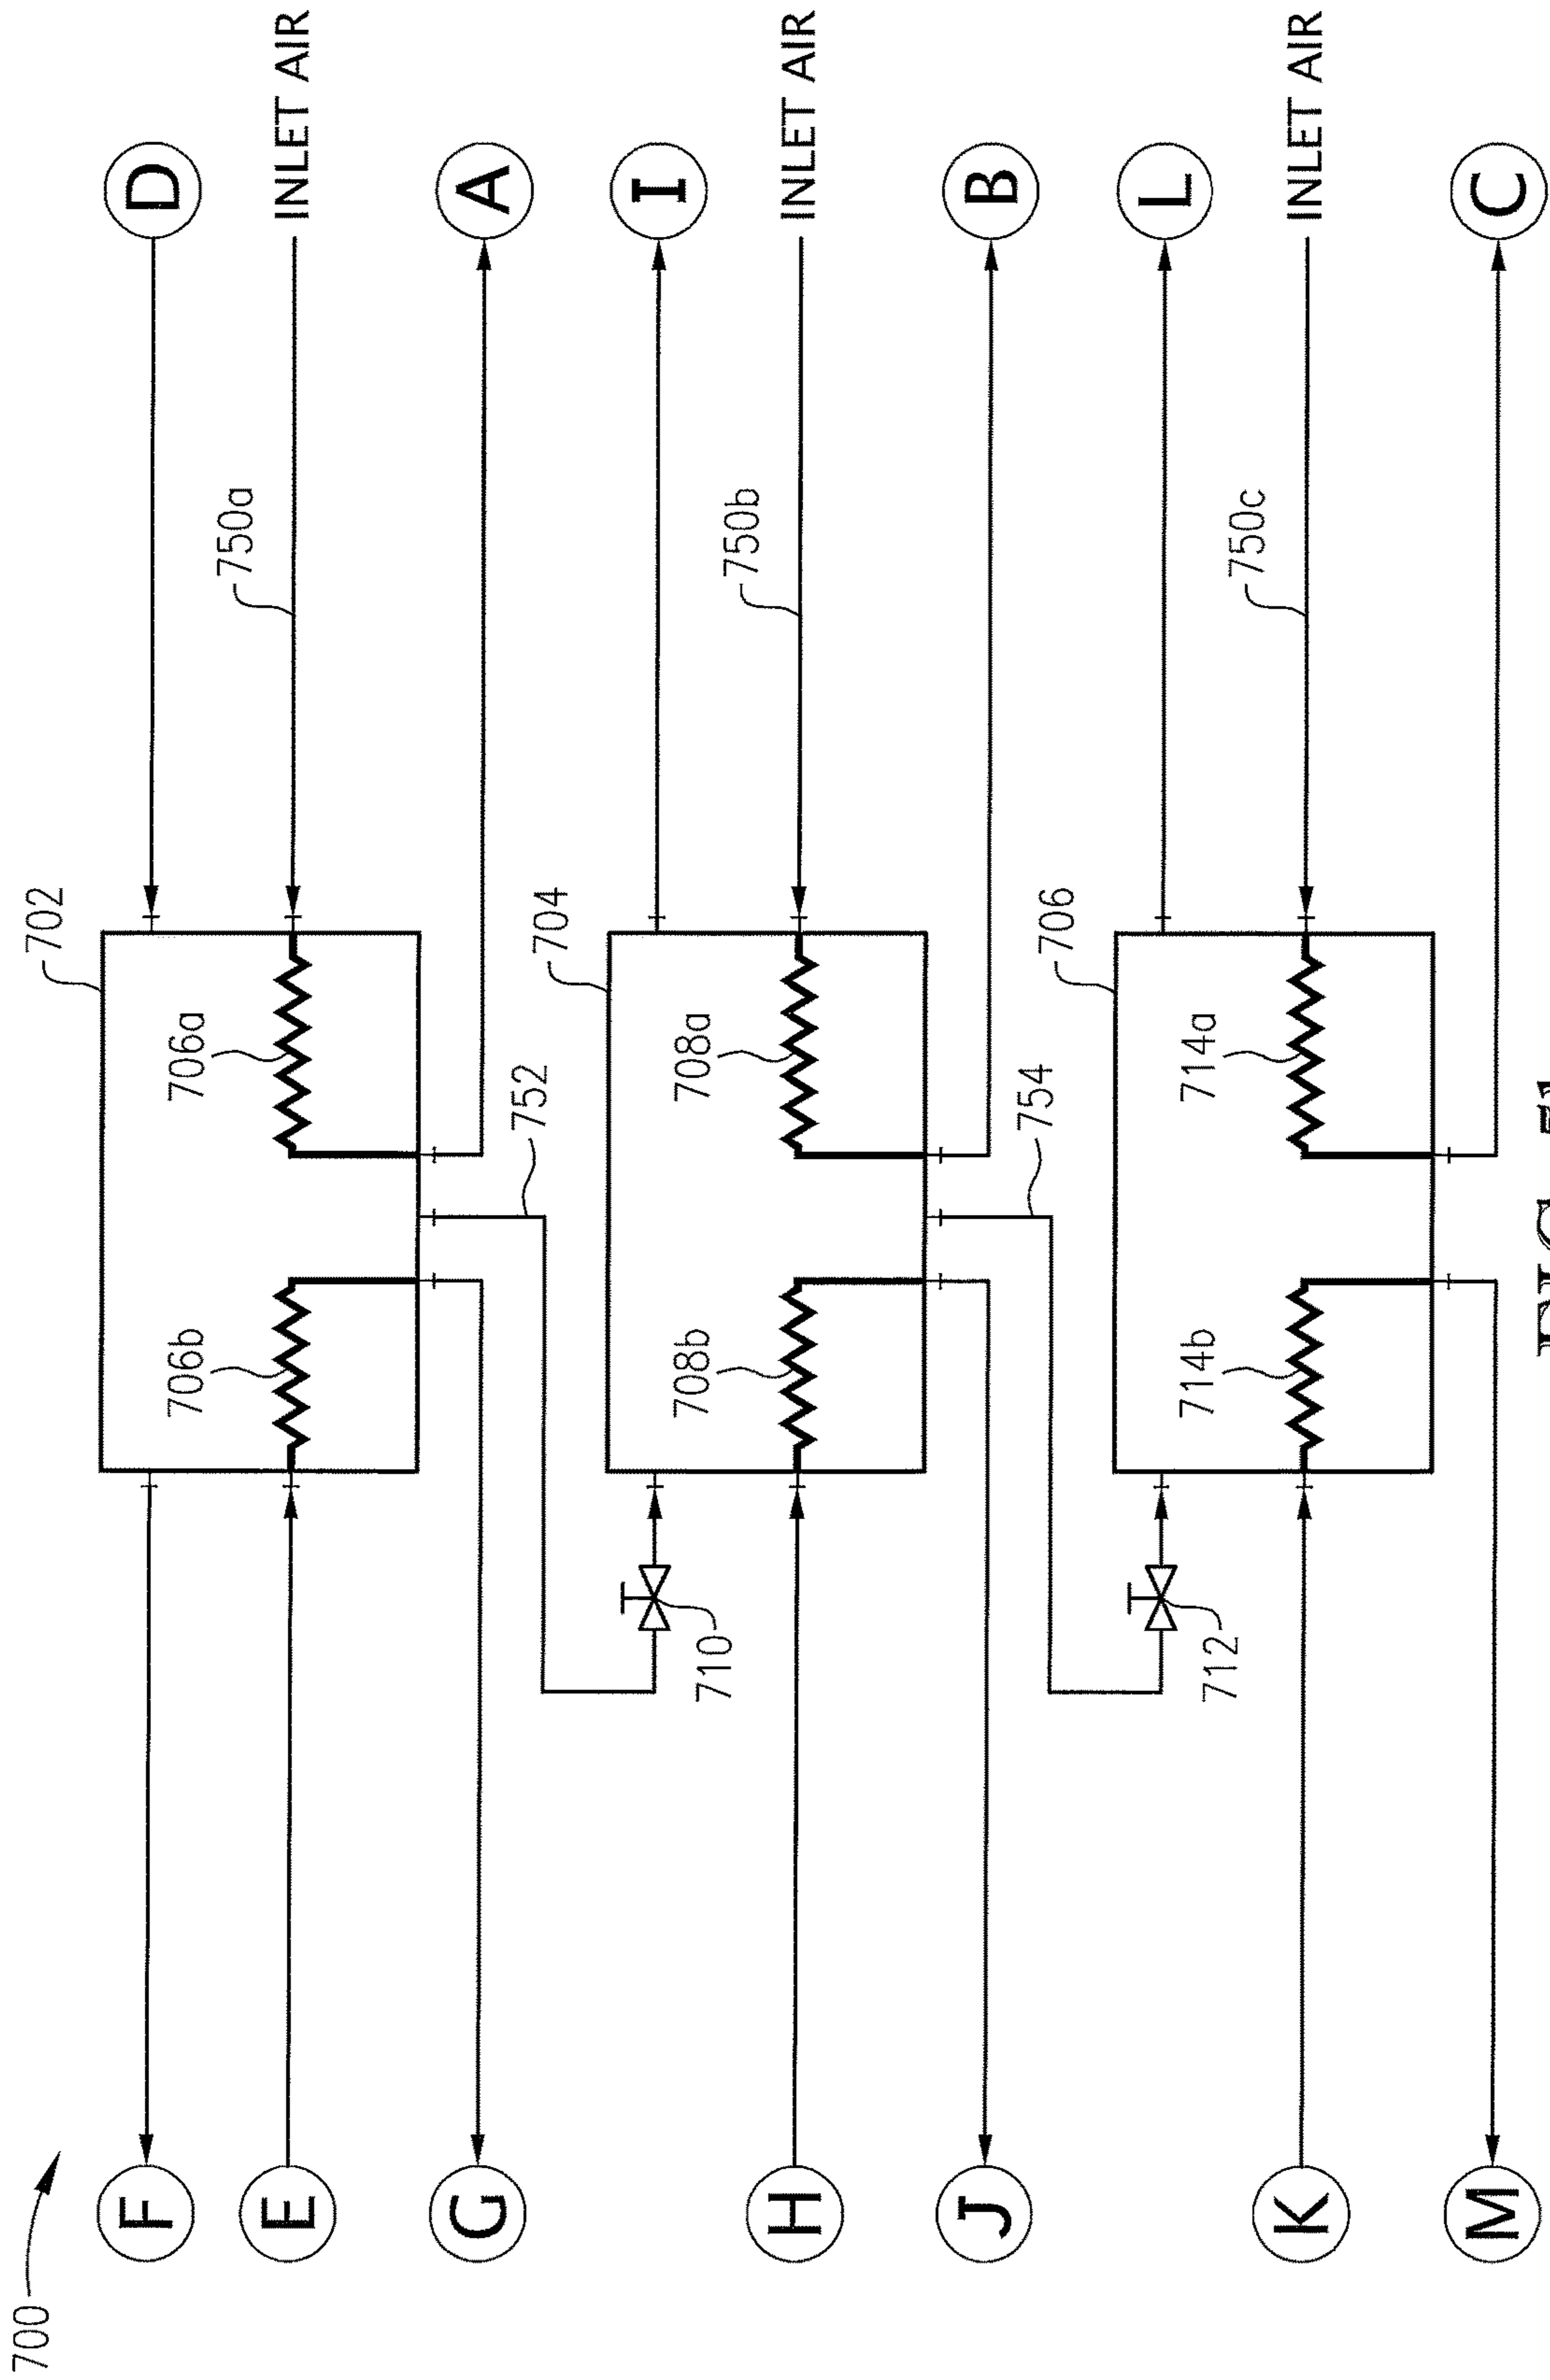 700
F
E
G
H
J
K
M
702
706b
706a
752
D
750a
INLET AIR
A
704
708b
708a
710
754
I
750b
INLET AIR
B
706
714b
714a
712
L
750c
INLET AIR
C